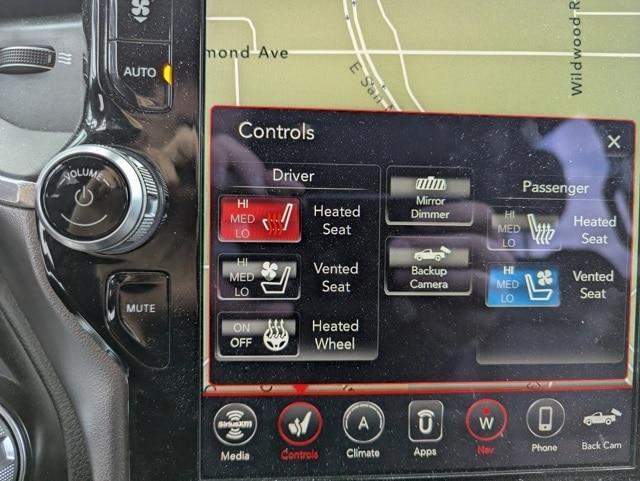 AUTO
VOLUME
MUTE
mond Ave
E San
Wildwood R
Controls
X
Driver
HI
MED
LO
Heated
Seat
HI
MED
LO
Vented
Seat
ON
OFF
Heated
Wheel
Mirror
Dimmer
Backup
Camera
Passenger
HI
MED
LO
Heated
Seat
HI
MED
LO
Vented
Seat
SiriusXM
Media
Controls
A
Climate
U
Apps
W
Nav
Phone
Back Cam